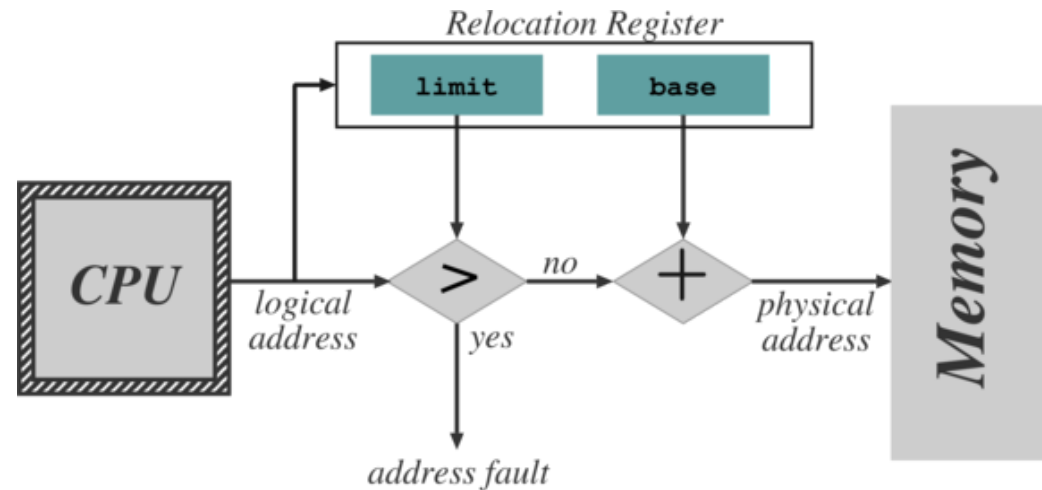 Relocation Register
limit
base
CPU
>
no
+
logical
address
yes
physical
address
Memory
address fault